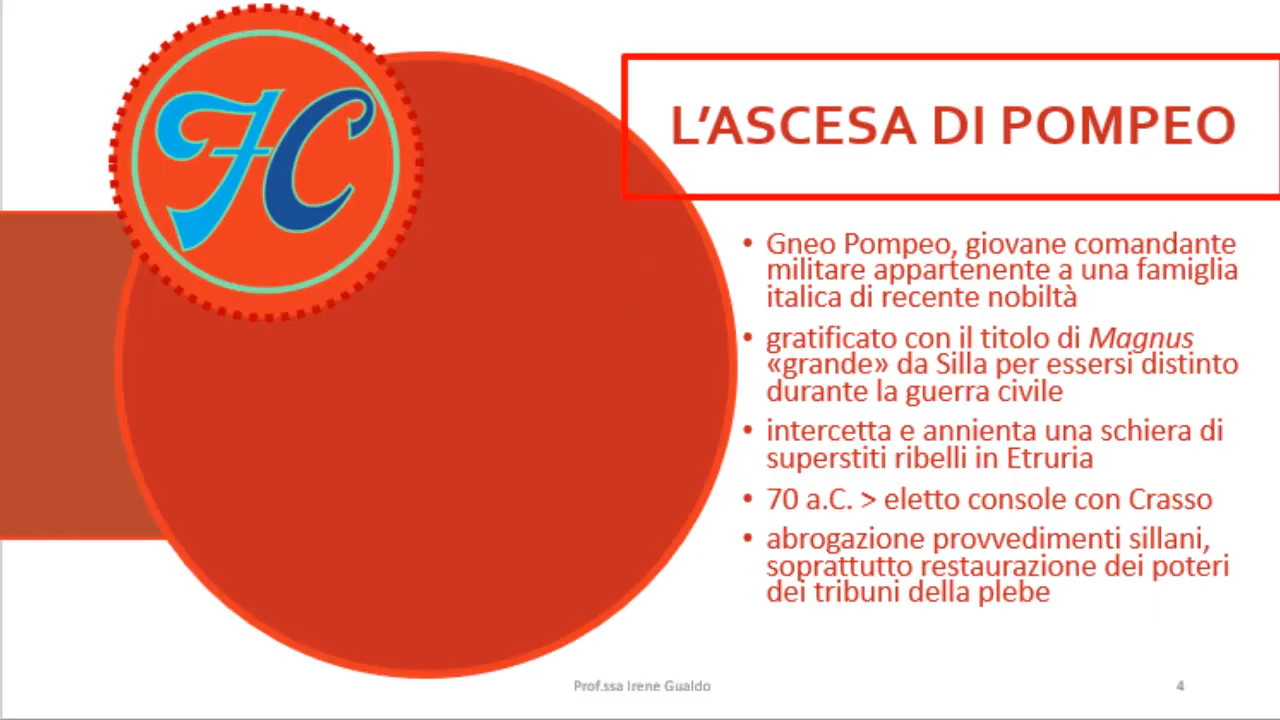 FC
L'ASCESA DI POMPEO
• Gneo Pompeo, giovane comandante
militare appartenente a una famiglia
italica di recente nobiltà
• gratificato con il titolo di Magnus
«grande» da Silla per essersi distinto
durante la guerra civile
• intercetta e annienta una schiera di
superstiti ribelli in Etruria
• 70 a.C. > eletto console con Crasso
• abrogazione provvedimenti sillani,
soprattutto restaurazione dei poteri
dei tribuni della plebe
Prof.ssa Irene Gualdo
4